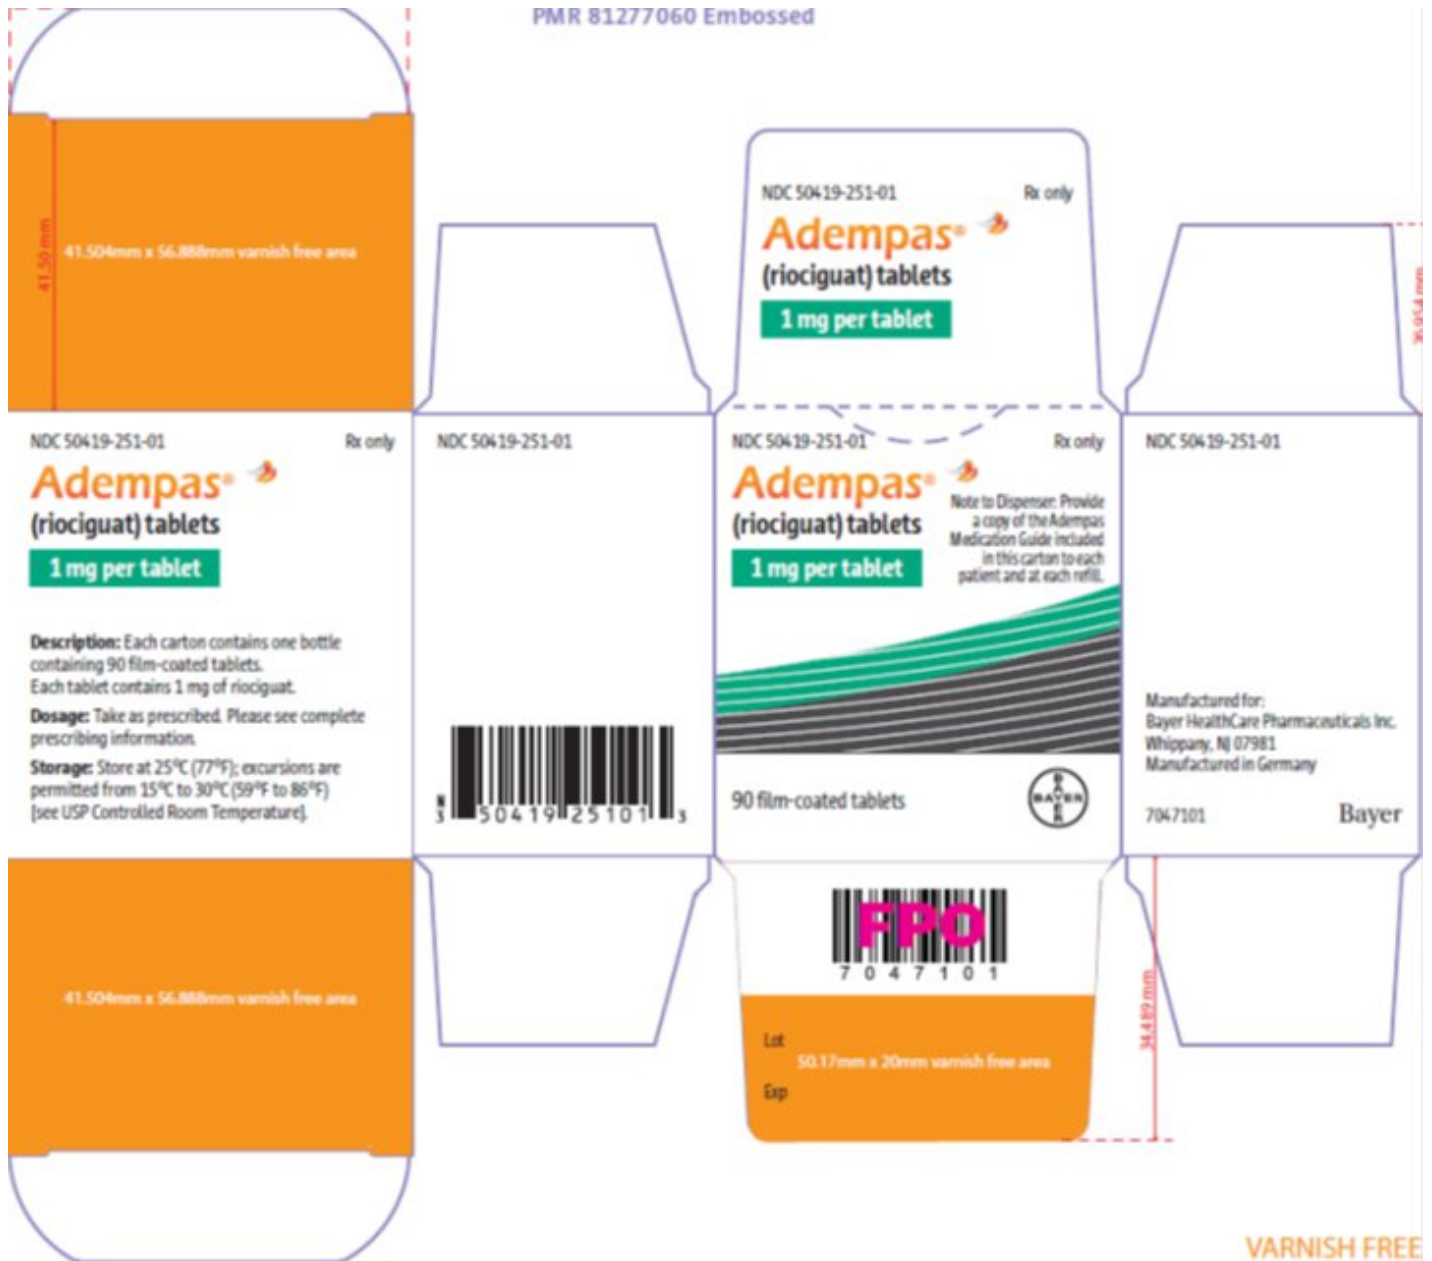 PMR 81277060 Embossed
41.50 mm
41.504mm x 56.888mm varnish free area
NDC 50419-251-01
Rx only
Adempas®
(riociguat) tablets
1 mg per tablet
NDC 50419-251-01
Rx only
Adempas®
(riociguat) tablets
1 mg per tablet
Description: Each carton contains one bottle
containing 90 film-coated tablets.
Each tablet contains 1 mg of riociguat.
Dosage: Take as prescribed. Please see complete
prescribing information.
Storage: Store at 25°C (77°F); excursions are
permitted from 15°C to 30°C (59°F to 86°F)
[see USP Controlled Room Temperature].
NDC 50419-251-01
N
3 50419 25101 3
NDC 50419-251-01
Rx only
Adempas®
(riociguat) tablets
1 mg per tablet
Note to Dispenser: Provide
a copy of the Adempas
Medication Guide included
in this carton to each
patient and at each refill.
90 film-coated tablets
BAYER
BAYER
NDC 50419-251-01
Manufactured for:
Bayer HealthCare Pharmaceuticals Inc.
Whippany, NJ 07981
Manufactured in Germany
7047101
Bayer
41.504mm x 56.888mm varnish free area
FPO
7047101
Lot
50.17mm x 20mm varnish free area
Exp
34.489 mm
VARNISH FREE